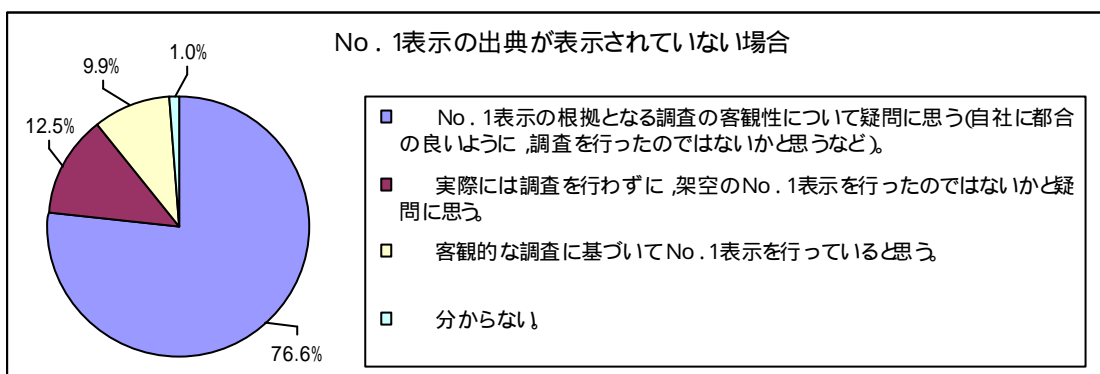 No．1表示の出典が表示されていない場合
1.0%
9.9%
12.5%
76.6%
No．1表示の根拠となる調査の客観性について疑問に思う(自社に都合
の良いように,調査を行ったのではないかと思うなど)。
実際には調査を行わずに,架空のNo．1表示を行ったのではないかと疑
問に思う。
客観的な調査に基づいてNo．1表示を行っていると思う。
分からない。